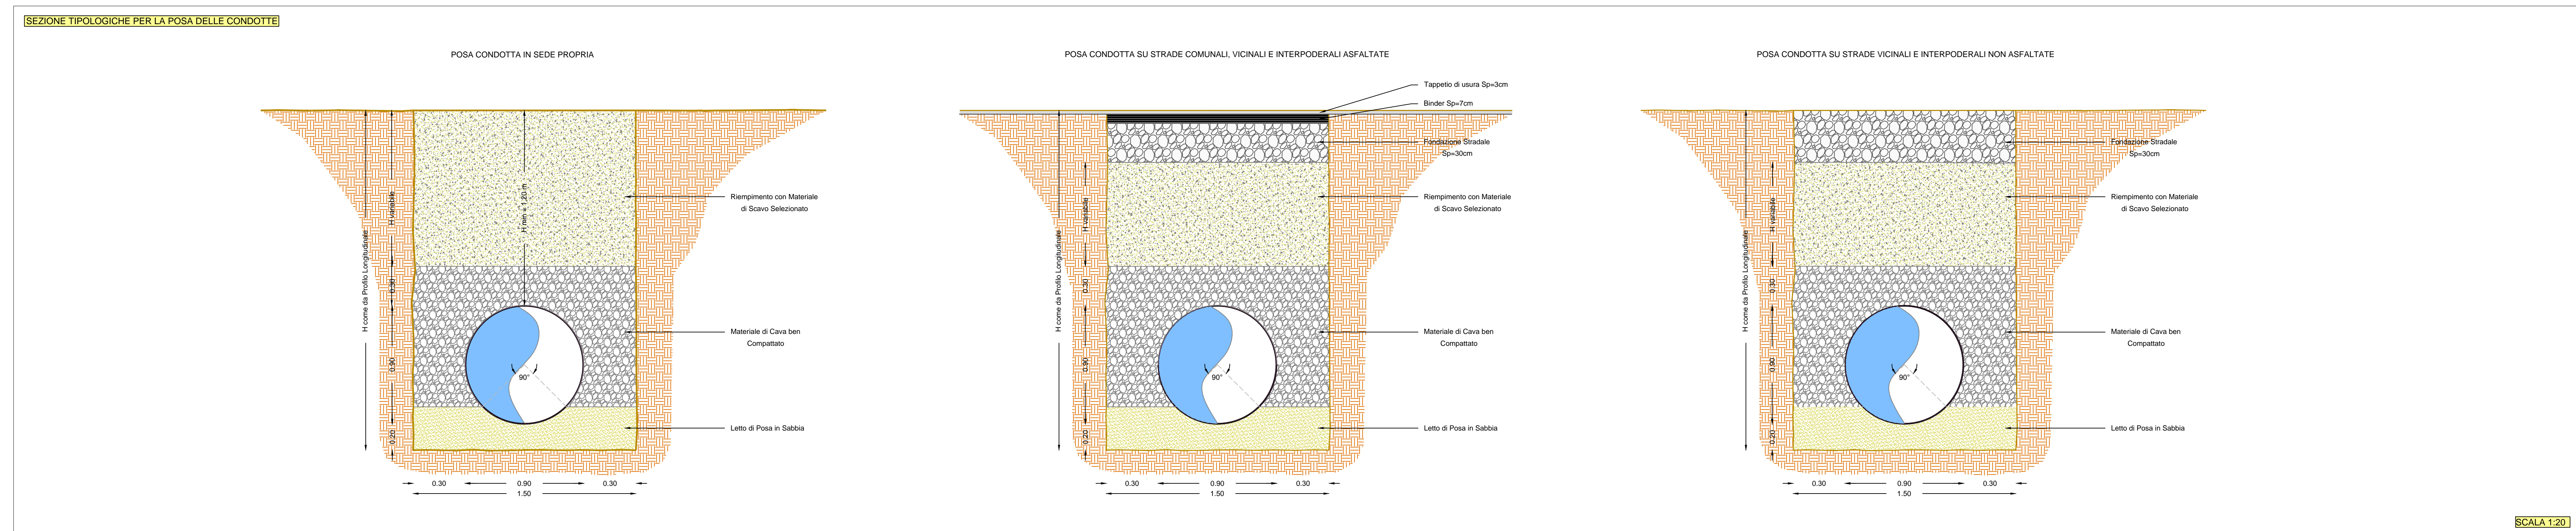 SEZIONE TIPOLOGICHE PER LA POSA DELLE CONDOTTE
POSA CONDOTTA IN SEDE PROPRIA
H come da Profilo Longitudinale
H variabile
0.30
0.90
0.20
H min = 1,20 m
90°
Riempimento con Materiale
di Scavo Selezionato
Materiale di Cava ben
Compattato
Letto di Posa in Sabbia
0.30
0.90
0.30
1.50
POSA CONDOTTA SU STRADE COMUNALI, VICINALI E INTERPODERALI ASFALTATE
H come da Profilo Longitudinale
H variabile
0.30
0.90
0.20
90°
Tappetio di usura Sp=3cm
Binder Sp=7cm
Fondazione Stradale
Sp=30cm
Riempimento con Materiale
di Scavo Selezionato
Materiale di Cava ben
Compattato
Letto di Posa in Sabbia
0.30
0.90
0.30
1.50
POSA CONDOTTA SU STRADE VICINALI E INTERPODERALI NON ASFALTATE
H come da Profilo Longitudinale
H variabile
0.30
0.90
0.20
90°
Fondazione Stradale
Sp=30cm
Riempimento con Materiale
di Scavo Selezionato
Materiale di Cava ben
Compattato
Letto di Posa in Sabbia
0.30
0.90
0.30
1.50
SCALA 1:20